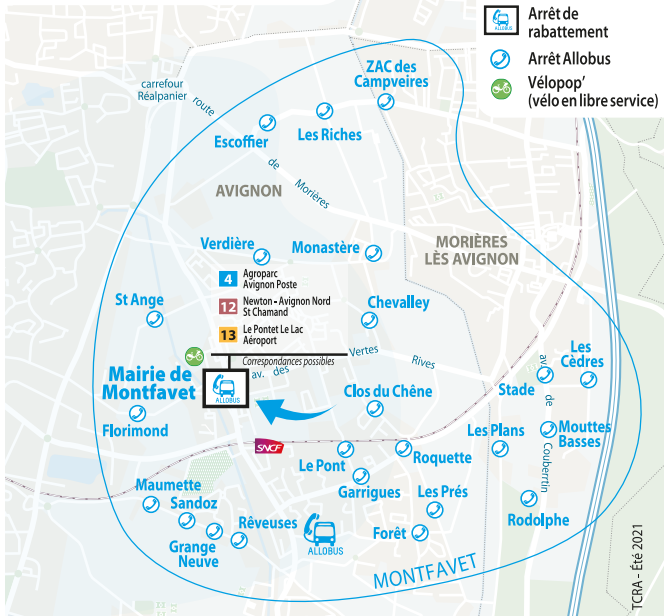 Arrêt de
rabattement
ALLOBUS
Arrêt Allobus
Vélopop'
(vélo en libre service)
ZAC des
Campveires
carrefour
Réalpanier
route
de
Morières
Escoffier
Les Riches
AVIGNON
Verdière
Monastère
MORIÈRES
LÈS AVIGNON
4 Agroparc
Avignon Poste
12 Newton - Avignon Nord
St Chamand
13 Le Pontet Le Lac
Aéroport
Correspondances possibles
St Ange
Chevalley
av. des
Vertes
Rives
Mairie de
Montfavet
ALLOBUS
Les
Cèdres
Stade
av.
de
Coubertin
Clos du Chêne
Florimond
Mouttes
Basses
Les Plans
SNCF
Le Pont
Roquette
Garrigues
Maumette
Sandoz
Grange
Neuve
Rêveuses
ALLOBUS
Les Prés
Forêt
Rodolphe
MONTFAVET
TCRA - Été 2021